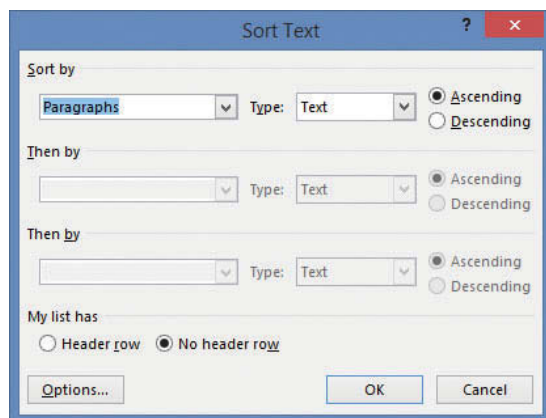 Sort Text
?
Sort by
Paragraphs Type: Text Ascending
Descending
Then by
Type: Text Ascending
Descending
Then by
Type: Text Ascending
Descending
My list has
Header row No header row
Options... OK Cancel